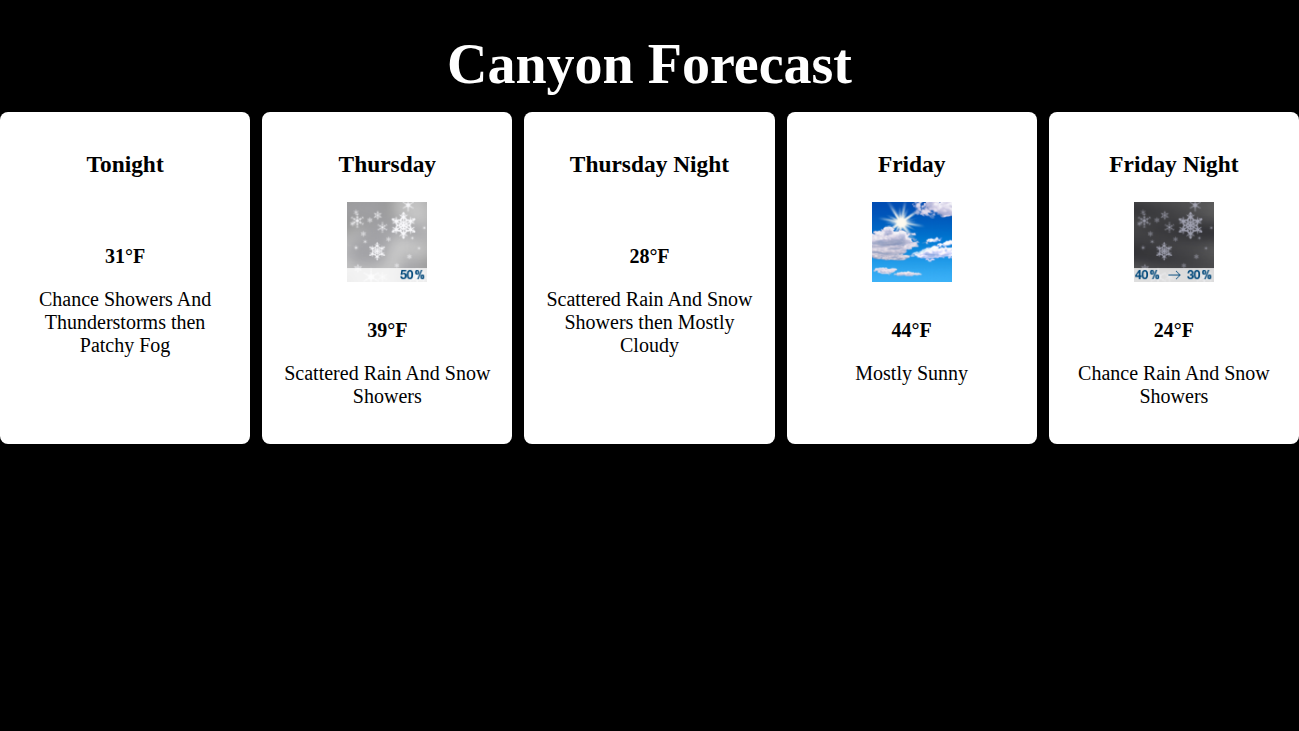 Canyon Forecast
Tonight
31°F
Chance Showers And
Thunderstorms then
Patchy Fog
Thursday
50%
39°F
Scattered Rain And Snow
Showers
Thursday Night
28°F
Scattered Rain And Snow
Showers then Mostly
Cloudy
Friday
44°F
Mostly Sunny
Friday Night
40% → 30%
24°F
Chance Rain And Snow
Showers